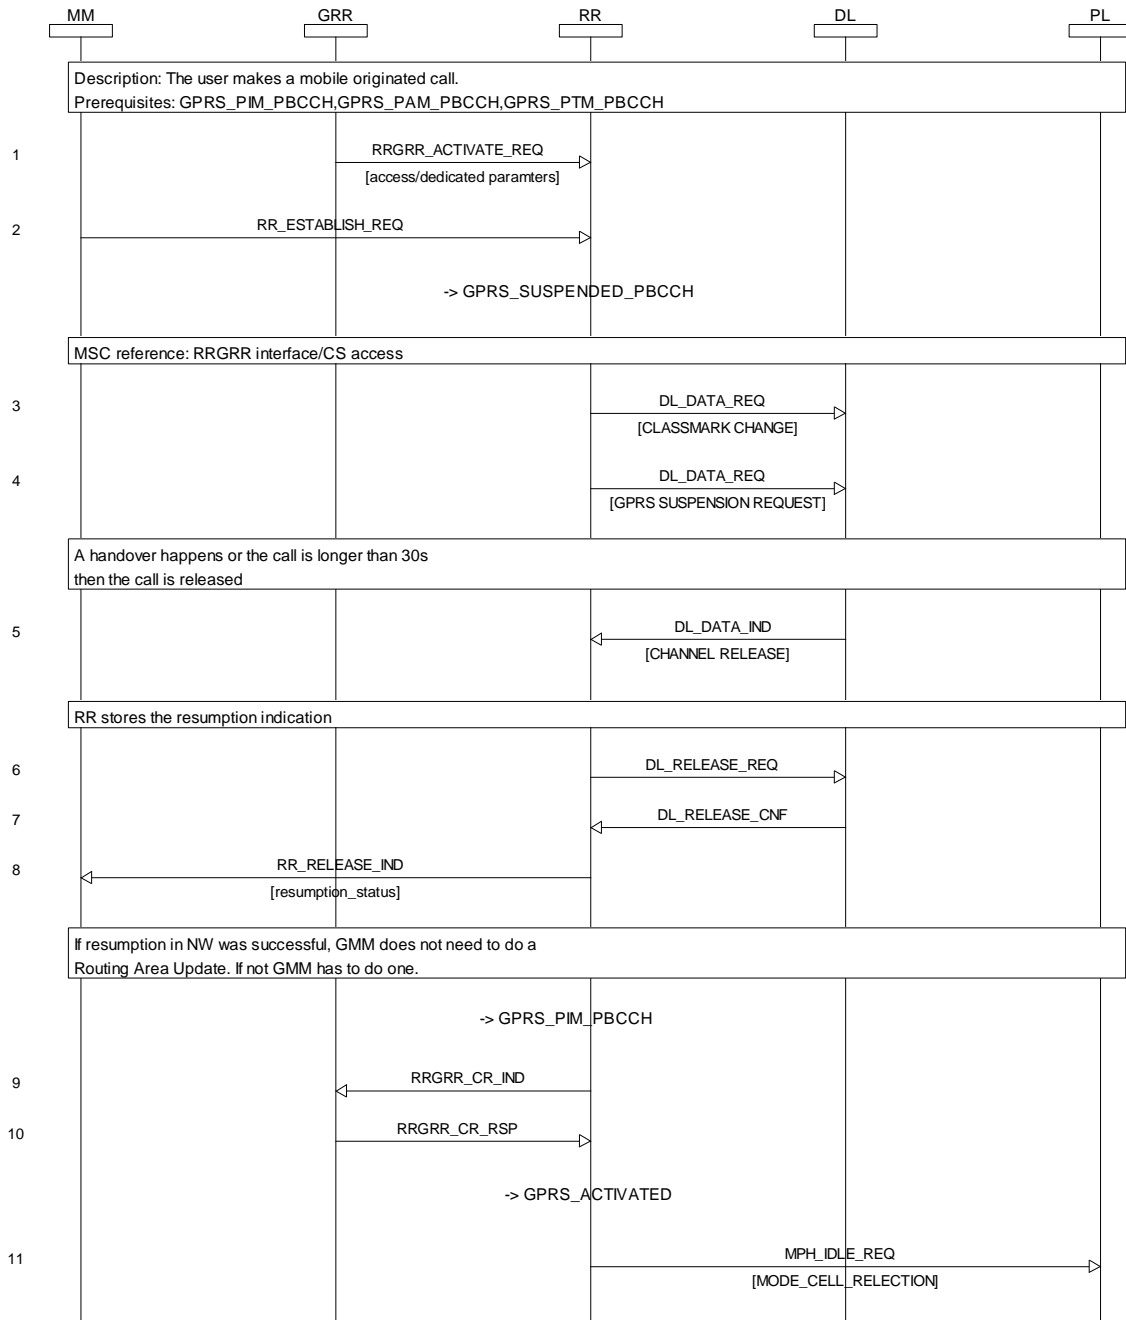 MM GRR RR DL PL
Description: The user makes a mobile originated call.
Prerequisites: GPRS_PIM_PBCCH,GPRS_PAM_PBCCH,GPRS_PTM_PBCCH
1 RRGRR_ACTIVATE_REQ
[access/dedicated paramters]
2 RR_ESTABLISH_REQ
-> GPRS_SUSPENDED_PBCCH
MSC reference: RRGRR interface/CS access
3 DL_DATA_REQ
[CLASSMARK CHANGE]
4 DL_DATA_REQ
[GPRS SUSPENSION REQUEST]
A handover happens or the call is longer than 30s
then the call is released
5 DL_DATA_IND
[CHANNEL RELEASE]
RR stores the resumption indication
6 DL_RELEASE_REQ
7 DL_RELEASE_CNF
8 RR_RELEASE_IND
[resumption_status]
If resumption in NW was successful, GMM does not need to do a
Routing Area Update. If not GMM has to do one.
-> GPRS_PIM_PBCCH
9 RRGRR_CR_IND
10 RRGRR_CR_RSP
-> GPRS_ACTIVATED
11 MPH_IDLE_REQ
[MODE_CELL_RELECTION]